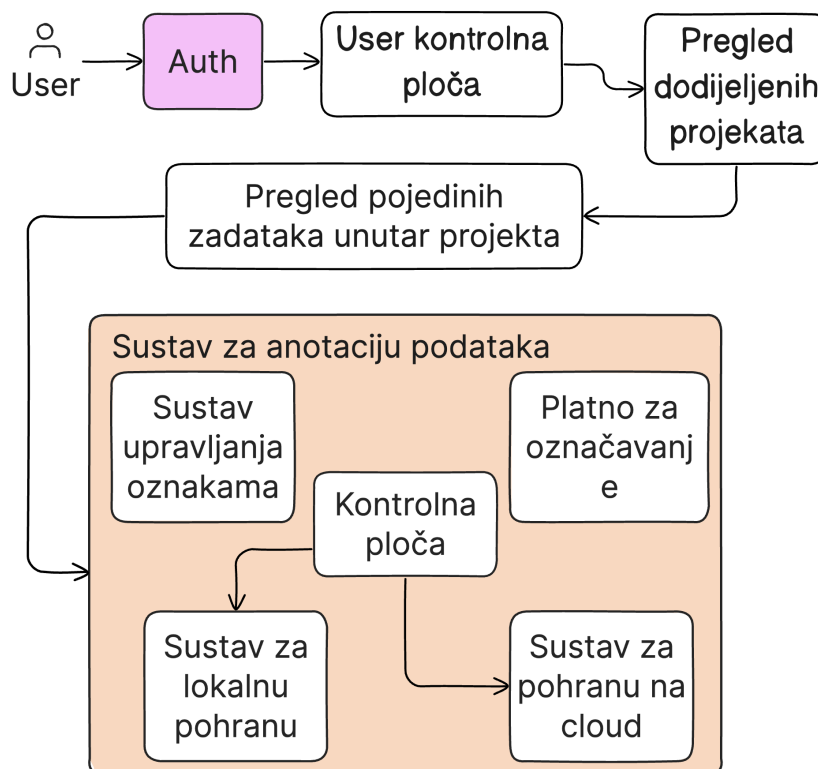 User
Auth
User kontrolna
ploča
Pregled
dodijeljenih
projekata
Pregled pojedinih
zadataka unutar projekta
Sustav za anotaciju podataka
Sustav
upravljanja
oznakama
Platno za
označavanj
e
Kontrolna
ploča
Sustav za
lokalnu
pohranu
Sustav za
pohranu na
cloud